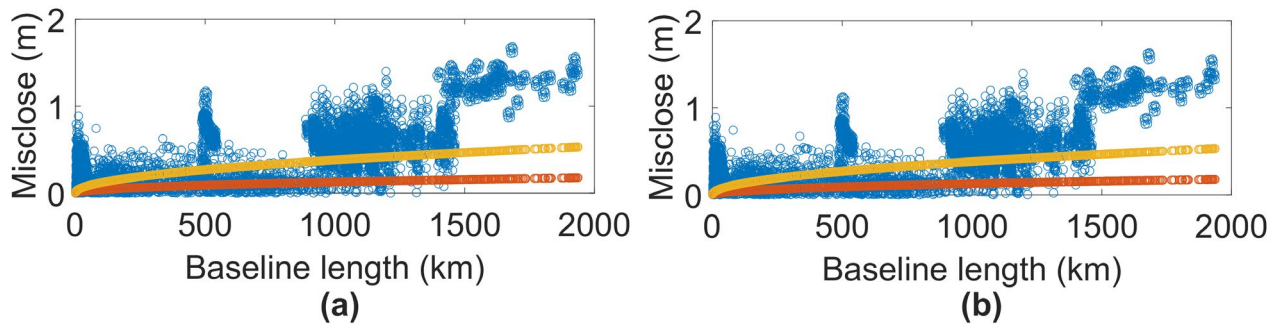 Misclose (m)
2
1
0
0 500 1000 1500 2000
Baseline length (km)
(a)
Misclose (m)
2
1
0
0 500 1000 1500 2000
Baseline length (km)
(b)